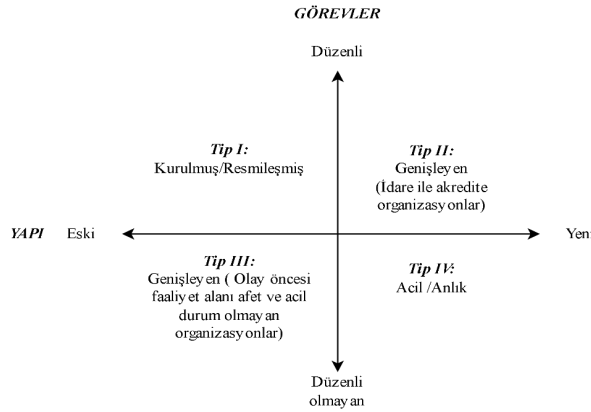 GÖREVLER
Düzenli
Tip I:
Kurulmuş/Resmileşmiş
Tip II:
Genişleyen
(İdare ile akredite
organizasyonlar)
YAPI Eski
Yeni
Tip III:
Genişleyen ( Olay öncesi
faaliyet alanı afet ve acil
durum olmayan
organizasyonlar)
Tip IV:
Acil /Anlık
Düzenli
olmayan